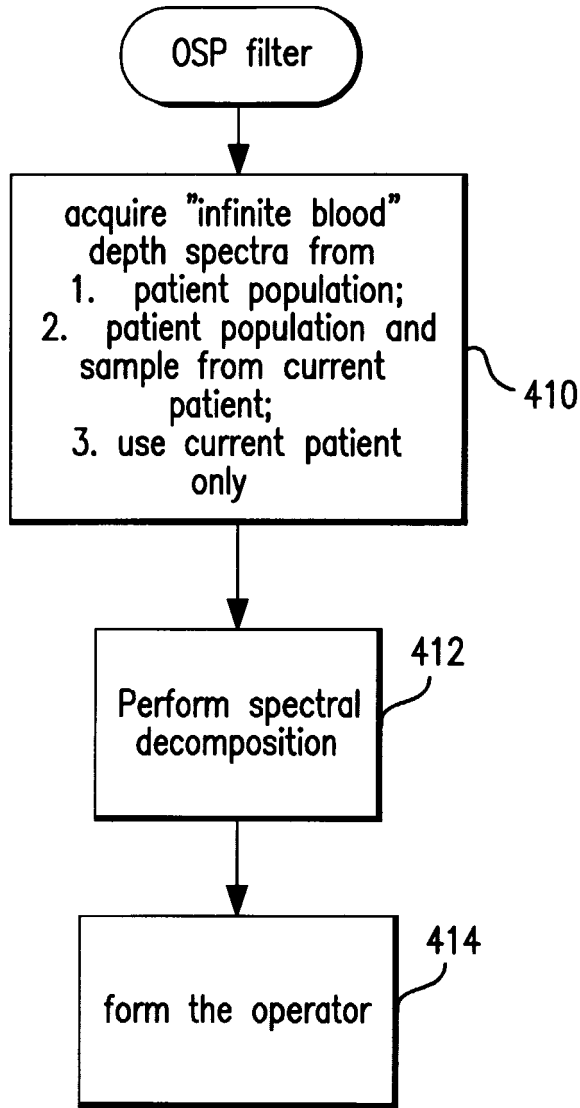 OSP filter
acquire "infinite blood"
depth spectra from
1. patient population;
2. patient population and
sample from current
patient;
3. use current patient
only
410
Perform spectral
decomposition
412
form the operator
414